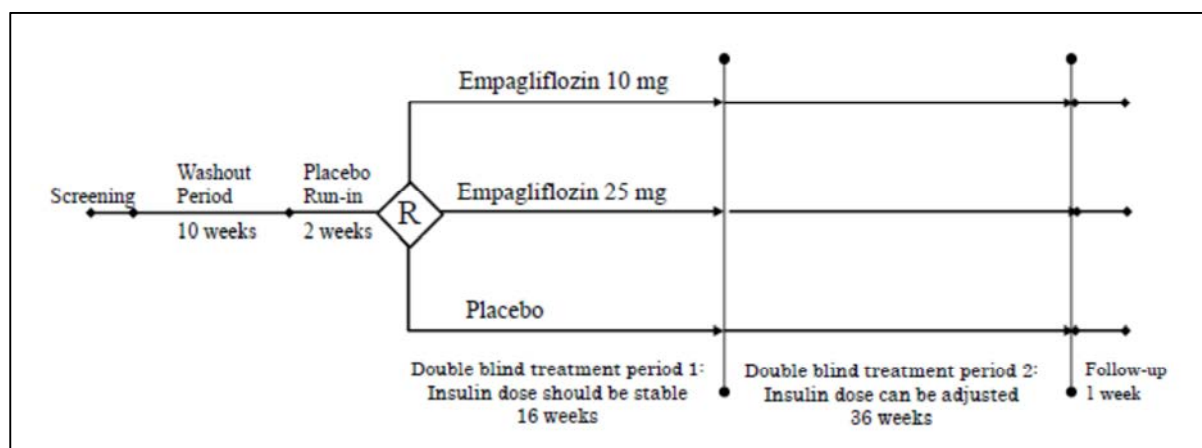 Empagliflozin 10 mg
Screening
Washout
Period
10 weeks
Placebo
Run-in
2 weeks
R
Empagliflozin 25 mg
Placebo
Double blind treatment period 1:
Insulin dose should be stable
16 weeks
Double blind treatment period 2:
Insulin dose can be adjusted
36 weeks
Follow-up
1 week